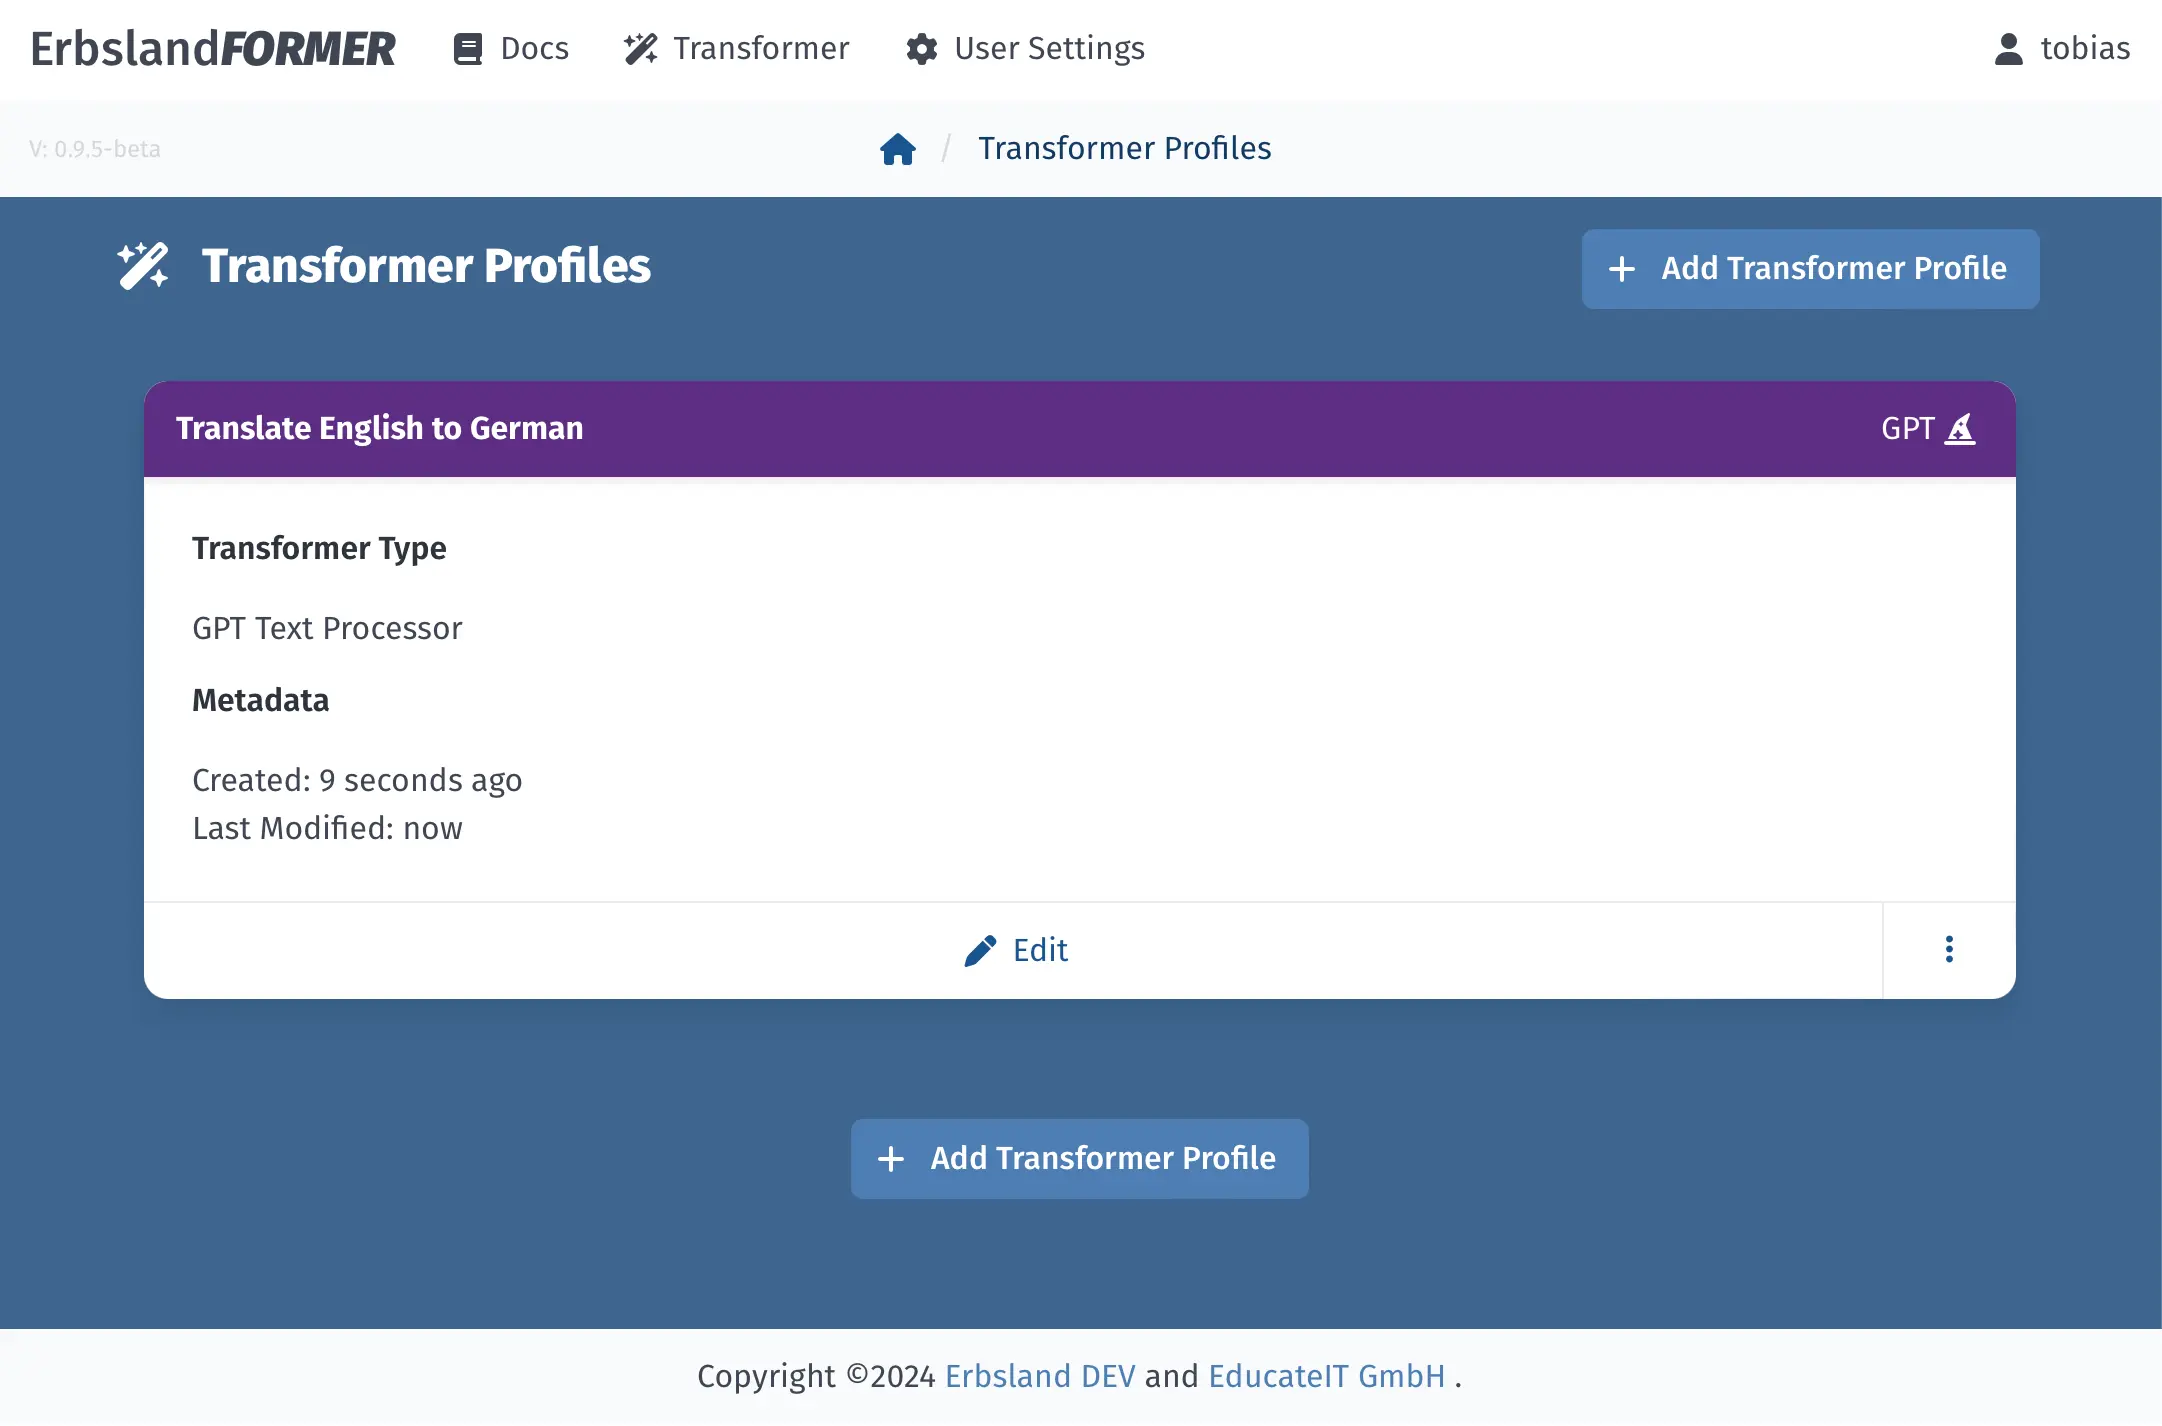 ErbslandFORMER Docs Transformer User Settings tobias
V: 0.9.5-beta / Transformer Profiles
Transformer Profiles + Add Transformer Profile
Translate English to German GPT
Transformer Type
GPT Text Processor
Metadata
Created: 9 seconds ago
Last Modified: now
Edit
+ Add Transformer Profile
Copyright ©2024 Erbsland DEV and EducateIT GmbH .